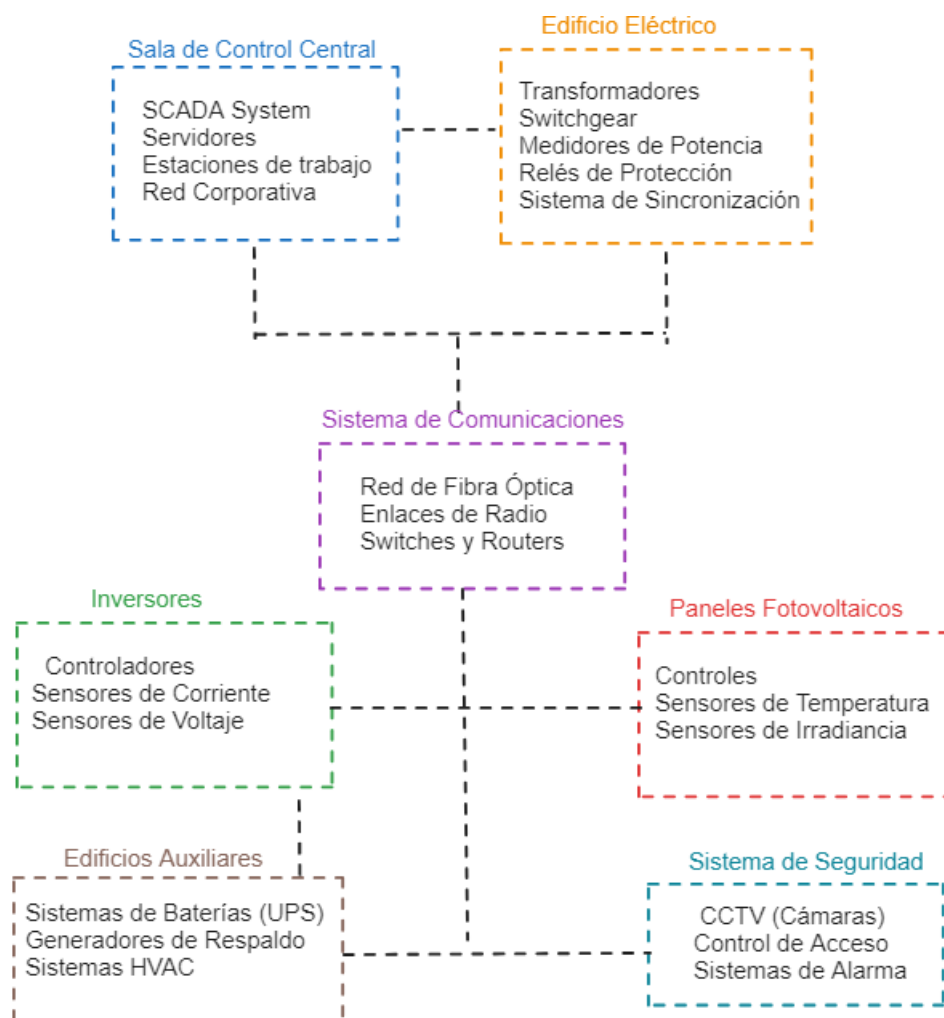 Sala de Control Central
SCADA System
Servidores
Estaciones de trabajo
Red Corporativa
Edificio Eléctrico
Transformadores
Switchgear
Medidores de Potencia
Relés de Protección
Sistema de Sincronización
Sistema de Comunicaciones
Red de Fibra Óptica
Enlaces de Radio
Switches y Routers
Inversores
Controladores
Sensores de Corriente
Sensores de Voltaje
Paneles Fotovoltaicos
Controles
Sensores de Temperatura
Sensores de Irradiancia
Edificios Auxiliares
Sistemas de Baterías (UPS)
Generadores de Respaldo
Sistemas HVAC
Sistema de Seguridad
CCTV (Cámaras)
Control de Acceso
Sistemas de Alarma